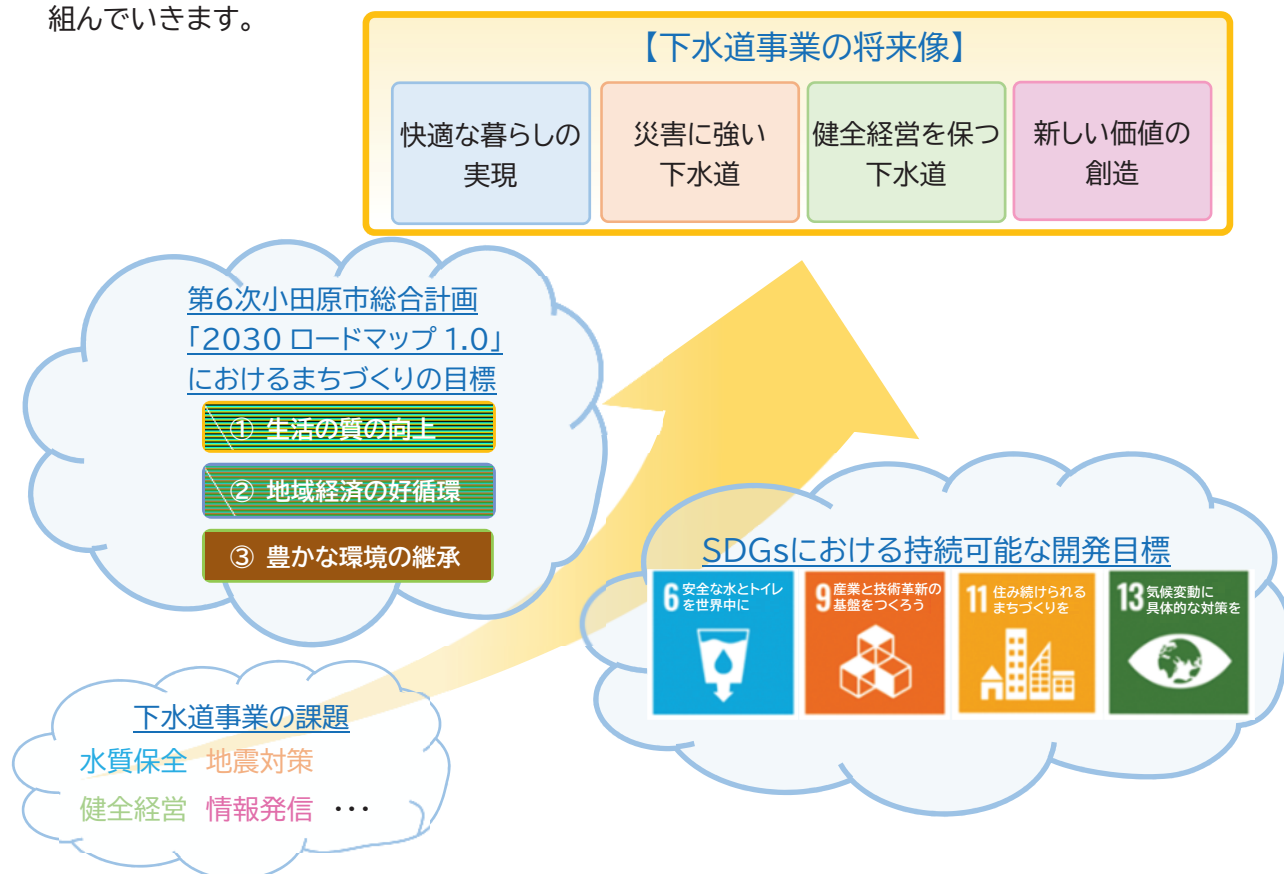 組んでいきます。
【下水道事業の将来像】
快適な暮らしの
実現
災害に強い
下水道
健全経営を保つ
下水道
新しい価値の
創造
第6次小田原市総合計画
「2030 ロードマップ 1.0」
におけるまちづくりの目標
① 生活の質の向上
② 地域経済の好循環
③ 豊かな環境の継承
SDGsにおける持続可能な開発目標
6 安全な水とトイレ
を世界中に
9 産業と技術革新の
基盤をつくろう
11 住み続けられる
まちづくりを
13 気候変動に
具体的な対策を
下水道事業の課題
水質保全 地震対策
健全経営 情報発信 ・・・